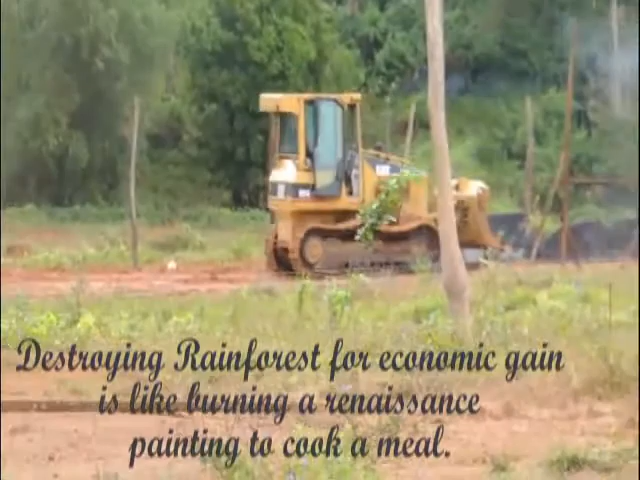 Destroying Rainforest for economic gain
is like burning a renaissance
painting to cook a meal.